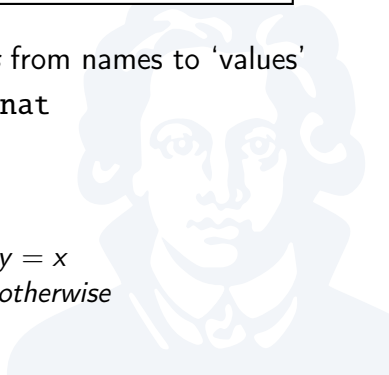 from names to ‘values’
nat
y = x
otherwise